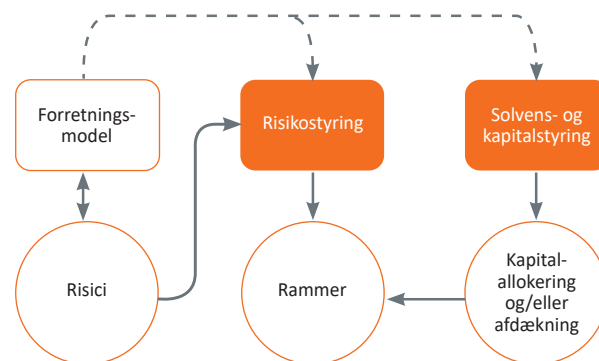 Forretnings-
model
Risikostyring
Solvens- og
kapitalstyring
Risici
Rammer
Kapital-
allokering
og/eller
afdækning